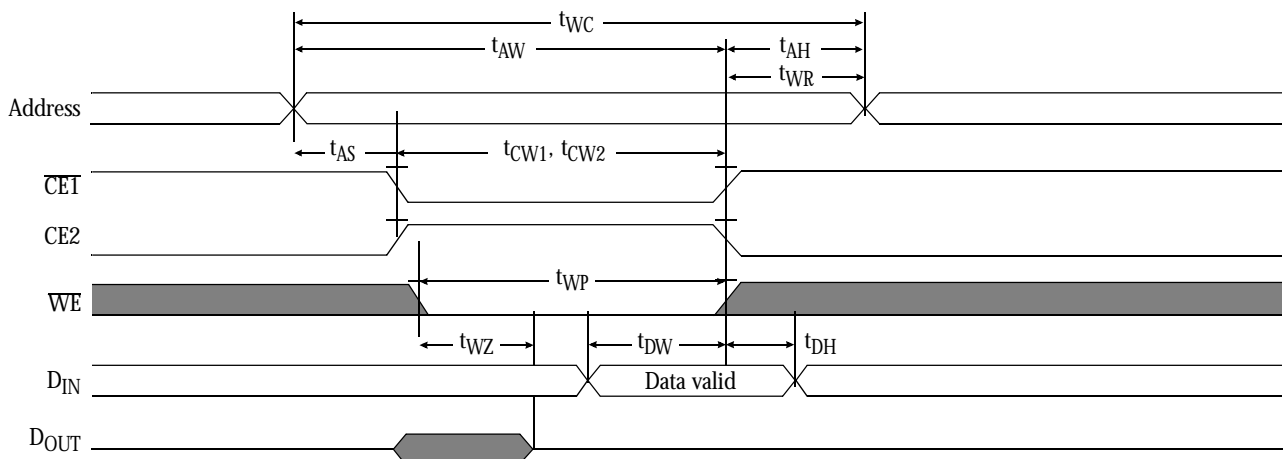 tWC
tAW tAH
tWR
Address
tAS tCW1, tCW2
CE1
CE2
tWP
WE
tWZ tDW tDH
DIN Data valid
DOUT